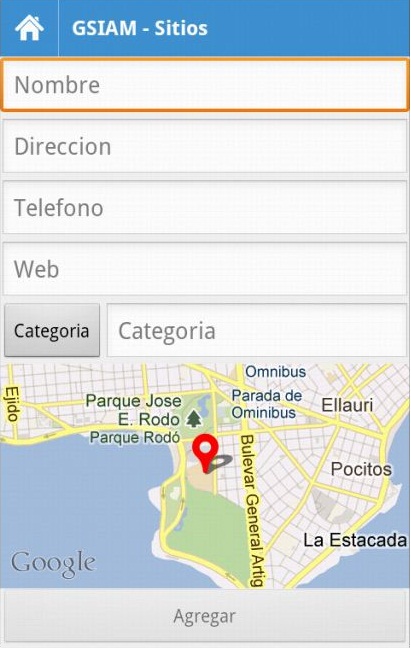 GSIAM - Sitios
Nombre
Direccion
Telefono
Web
Categoria
Categoria
Omnibus
Parada de
Ominibus
Ejido
Parque Jose
E. Rodo
Parque Rodó
Ellauri
Bulevar General Artig
Pocitos
La Estacada
Google
Agregar